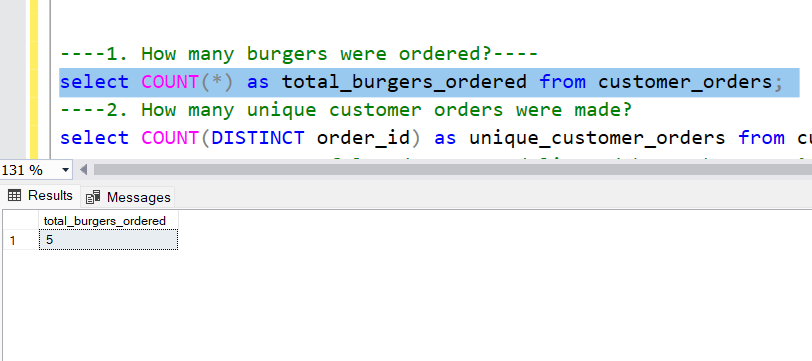 ----1. How many burgers were ordered?----
select COUNT(*) as total_burgers_ordered from customer_orders;
----2. How many unique customer orders were made?
select COUNT(DISTINCT order_id) as unique_customer_orders from cu
131 %
Results Messages
total_burgers_ordered
1 5